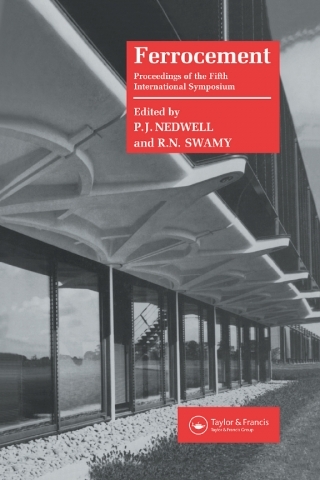 Ferrocement
Proceedings of the Fifth
International Symposium
Edited by
P.J. NEDWELL
and R.N. SWAMY
Taylor & Francis
Taylor & Francis Group